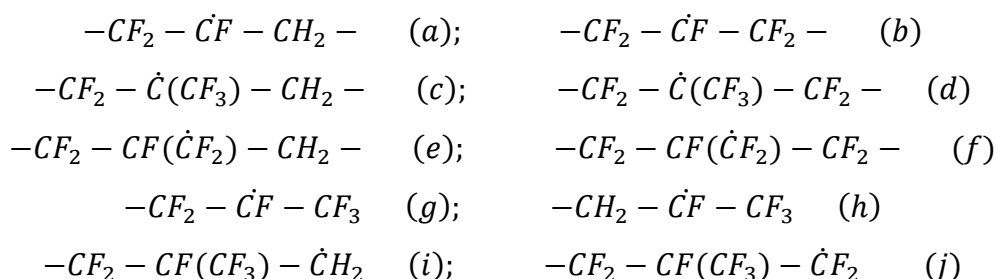 −CF₂ − ĊF − CH₂ − (a); −CF₂ − ĊF − CF₂ − (b)
−CF₂ − Ċ(CF₃) − CH₂ − (c); −CF₂ − Ċ(CF₃) − CF₂ − (d)
−CF₂ − CF(ĊF₂) − CH₂ − (e); −CF₂ − CF(ĊF₂) − CF₂ − (f)
−CF₂ − ĊF − CF₃ (g); −CH₂ − ĊF − CF₃ (h)
−CF₂ − CF(CF₃) − ĊH₂ (i); −CF₂ − CF(CF₃) − ĊF₂ (j)